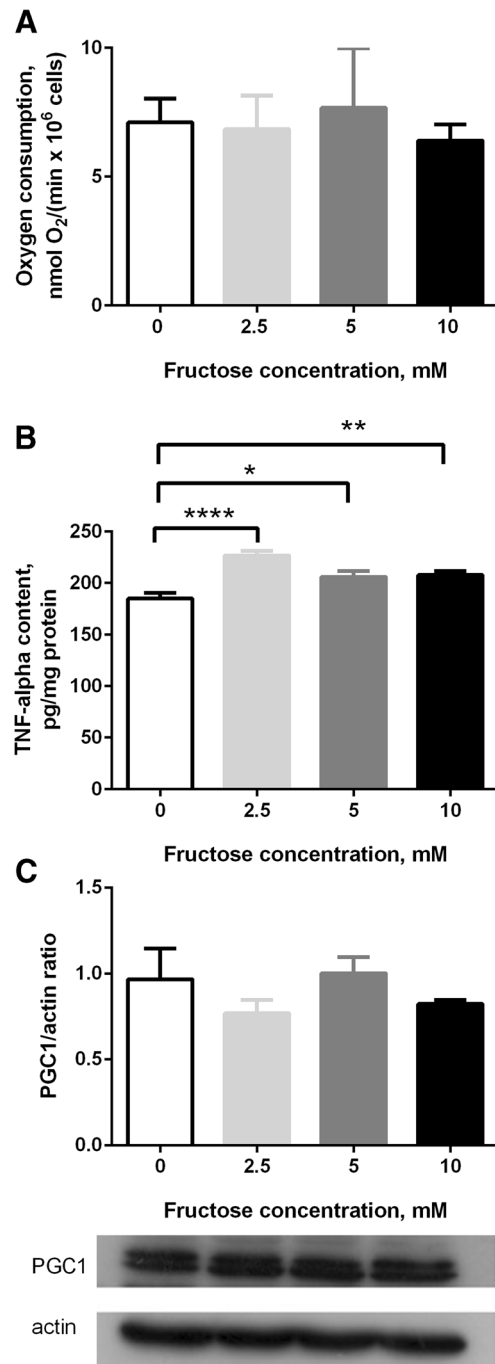 A
Oxygen consumption,
nmol O₂/(min x 10⁶ cells)
10
5
0
0 2.5 5 10
Fructose concentration, mM
B
**
*
****
TNF-alpha content,
pg/mg protein
250
200
150
100
50
0
0 2.5 5 10
Fructose concentration, mM
C
PGC1/actin ratio
1.5
1.0
0.5
0.0
0 2.5 5 10
Fructose concentration, mM
PGC1
actin